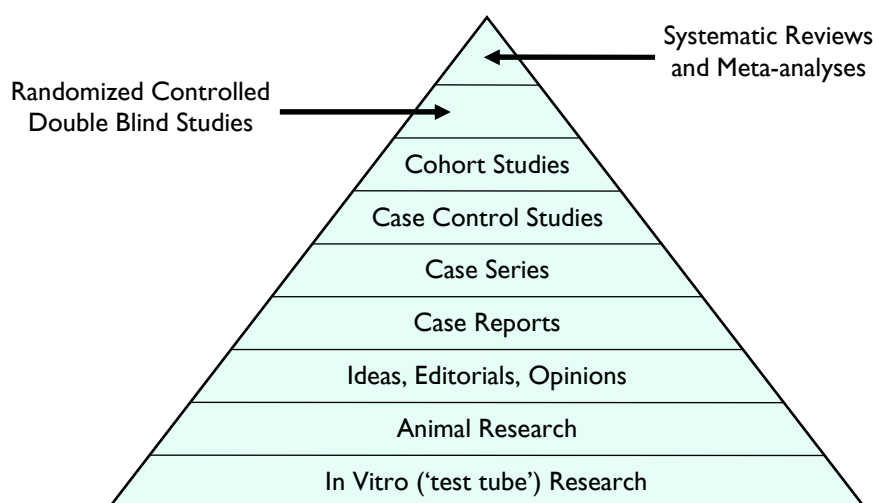 Systematic Reviews
and Meta-analyses
Randomized Controlled
Double Blind Studies
Cohort Studies
Case Control Studies
Case Series
Case Reports
Ideas, Editorials, Opinions
Animal Research
In Vitro (‘test tube’) Research